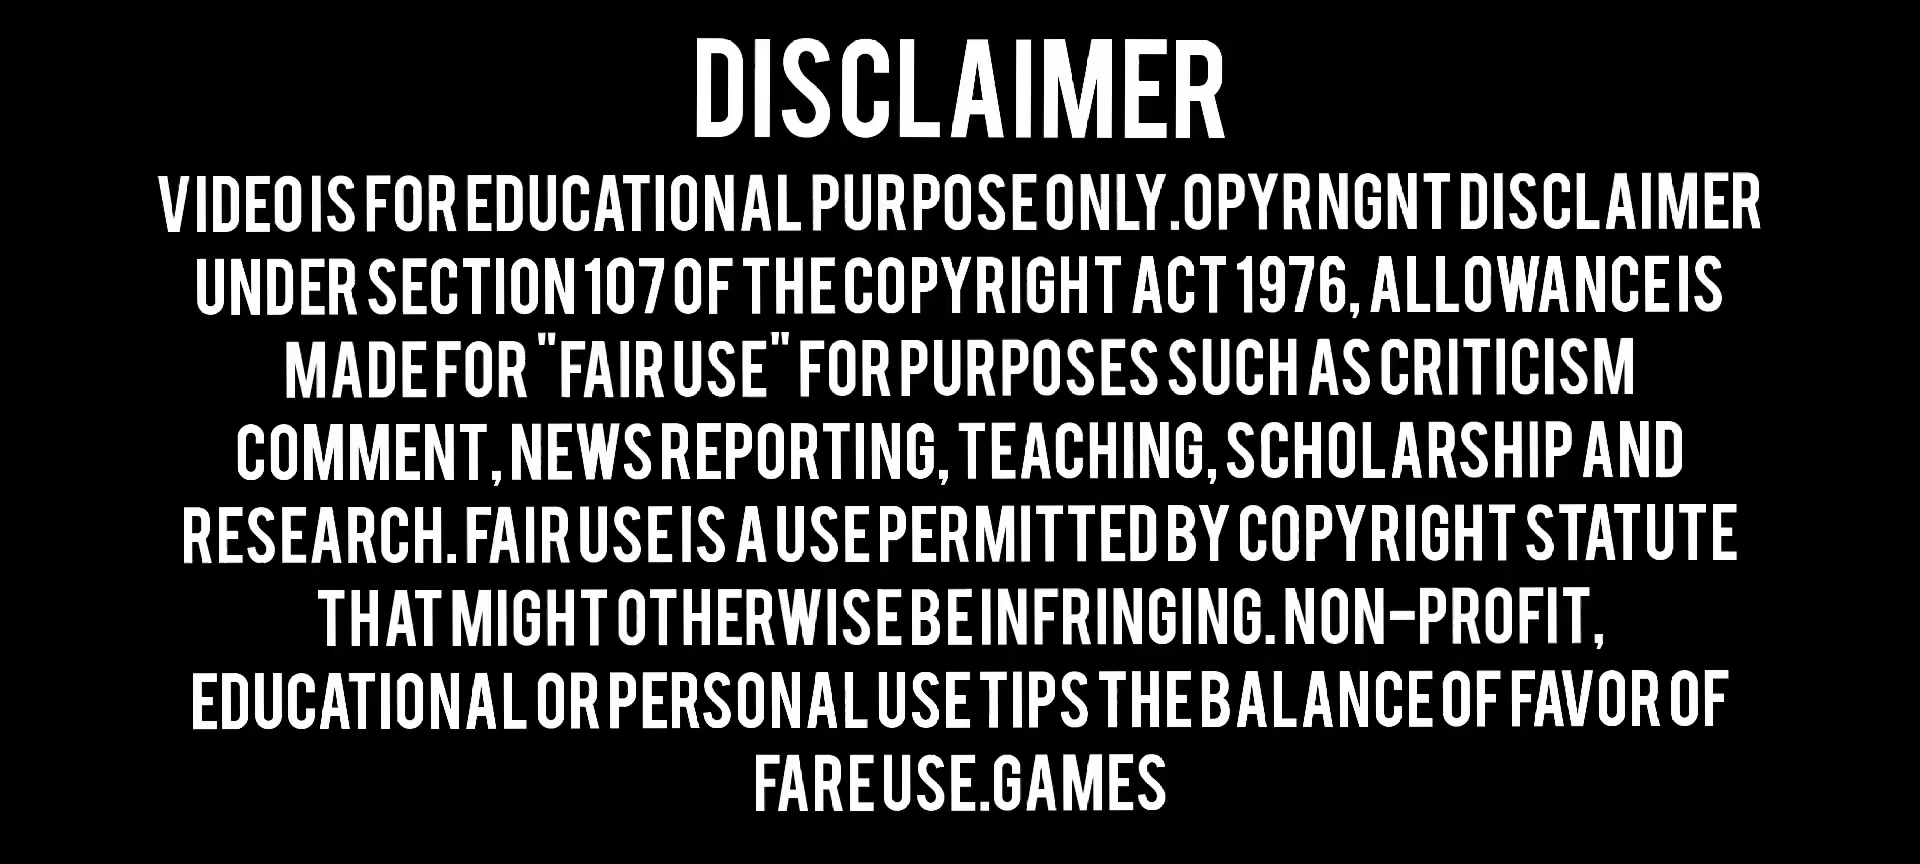 DISCLAIMER
VIDEO IS FOR EDUCATIONAL PURPOSE ONLY.OPYRNGNT DISCLAIMER
UNDER SECTION 107 OF THE COPYRIGHT ACT 1976, ALLOWANCE IS
MADE FOR "FAIR USE" FOR PURPOSES SUCH AS CRITICISM
COMMENT, NEWS REPORTING, TEACHING, SCHOLARSHIP AND
RESEARCH. FAIR USE IS A USE PERMITTED BY COPYRIGHT STATUTE
THAT MIGHT OTHERWISE BE INFRINGING. NON-PROFIT,
EDUCATIONAL OR PERSONAL USE TIPS THE BALANCE OF FAVOR OF
FARE USE.GAMES